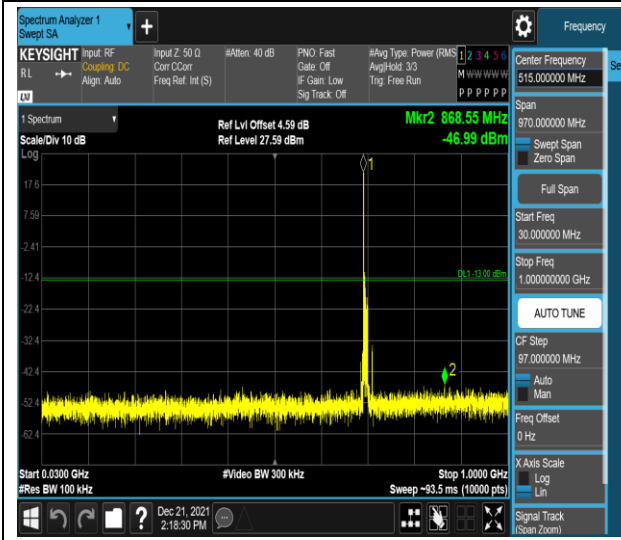 Spectrum Analyzer 1
Swept SA
Frequency
KEYSIGHT
RL
Input: RF
Coupling: DC
Align: Auto
Input Z: 50 Ω
Corr CCorr
Freq Ref: Int (S)
#Atten: 40 dB
PNO: Fast
Gate: Off
IF Gain: Low
Sig Track: Off
#Avg Type: Power (RMS
Avg|Hold: 3/3
Trig: Free Run
1 2 3 4 5 6
M W W W W W
P P P P P P
LXI
1 Spectrum
Scale/Div 10 dB
Log
Ref Lvl Offset 4.59 dB
Ref Level 27.59 dBm
Mkr2 868.55 MHz
-46.99 dBm
1
17.6
7.59
-2.41
-12.4
DL1 -13.00 dBm
-22.4
-32.4
-42.4
2
-52.4
-62.4
Start 0.0300 GHz
#Res BW 100 kHz
#Video BW 300 kHz
Stop 1.0000 GHz
Sweep ~93.5 ms (10000 pts)
Dec 21, 2021
2:18:30 PM
Center Frequency
515.000000 MHz
Se
Span
970.000000 MHz
Swept Span
Zero Span
Full Span
Start Freq
30.000000 MHz
Stop Freq
1.000000000 GHz
AUTO TUNE
CF Step
97.000000 MHz
Auto
Man
Freq Offset
0 Hz
X Axis Scale
Log
Lin
Signal Track
(Span Zoom)